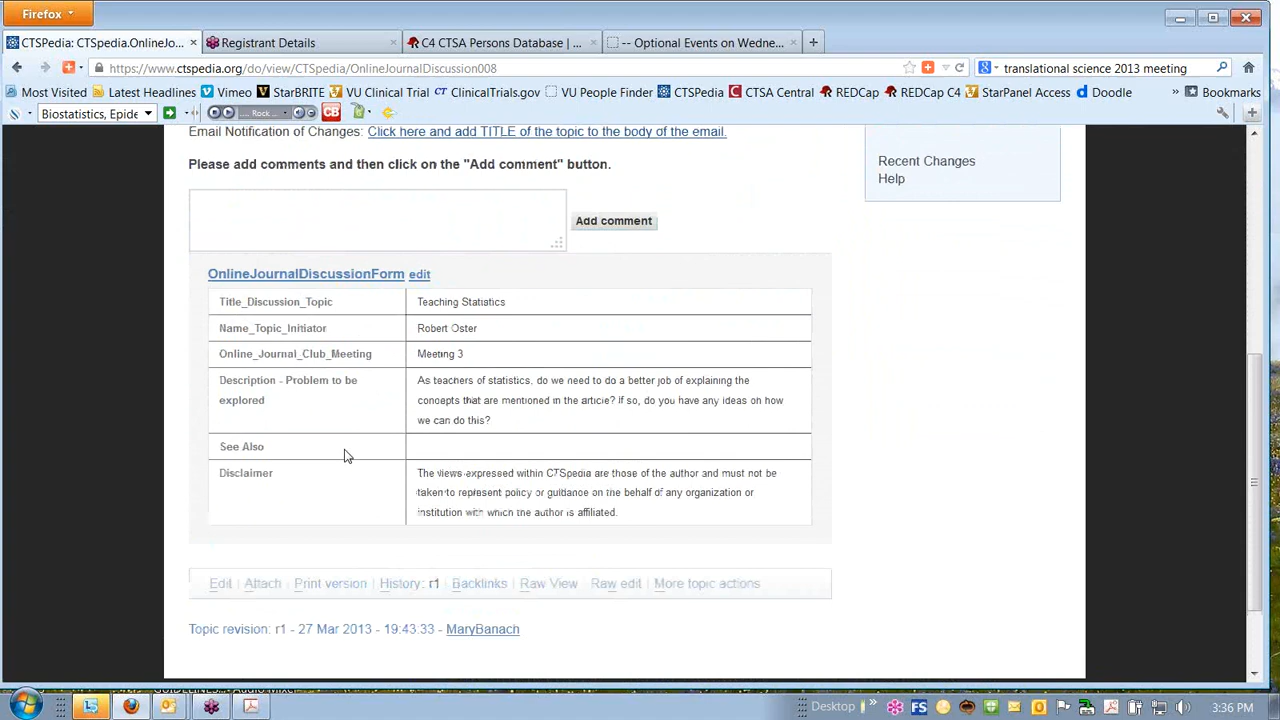 Firefox
CTSPedia: CTSpedia.OnlineJo...
Registrant Details
C4 CTSA Persons Database | ...
-- Optional Events on Wedne...
https://www.ctspedia.org/do/view/CTSpedia/OnlineJournalDiscussion008
translational science 2013 meeting
Most Visited
Latest Headlines
Vimeo
StarBRITE
VU Clinical Trial
ClinicalTrials.gov
VU People Finder
CTSPedia
CTSA Central
REDCap
REDCap C4
StarPanel Access
Doodle
Bookmarks
Biostatistics, Epide
... Rock ...
CB
Email Notification of Changes: Click here and add TITLE of the topic to the body of the email.
Please add comments and then click on the "Add comment" button.
Recent Changes
Help
Add comment
OnlineJournalDiscussionForm edit
Title_Discussion_Topic Teaching Statistics
Name_Topic_Initiator Robert Oster
Online_Journal_Club_Meeting Meeting 3
Description - Problem to be explored
As teachers of statistics, do we need to do a better job of explaining the
concepts that are mentioned in the article? If so, do you have any ideas on how
we can do this?
See Also
Disclaimer
The views expressed within CTSpedia are those of the author and must not be
taken to represent policy or guidance on the behalf of any organization or
institution with which the author is affiliated.
Edit | Attach | Print version | History: r1 | Backlinks | Raw View | Raw edit | More topic actions
Topic revision: r1 - 27 Mar 2013 - 19:43:33 - MaryBanach
GUIDELINES... - Audio Mixer
Desktop
FS
3:36 PM